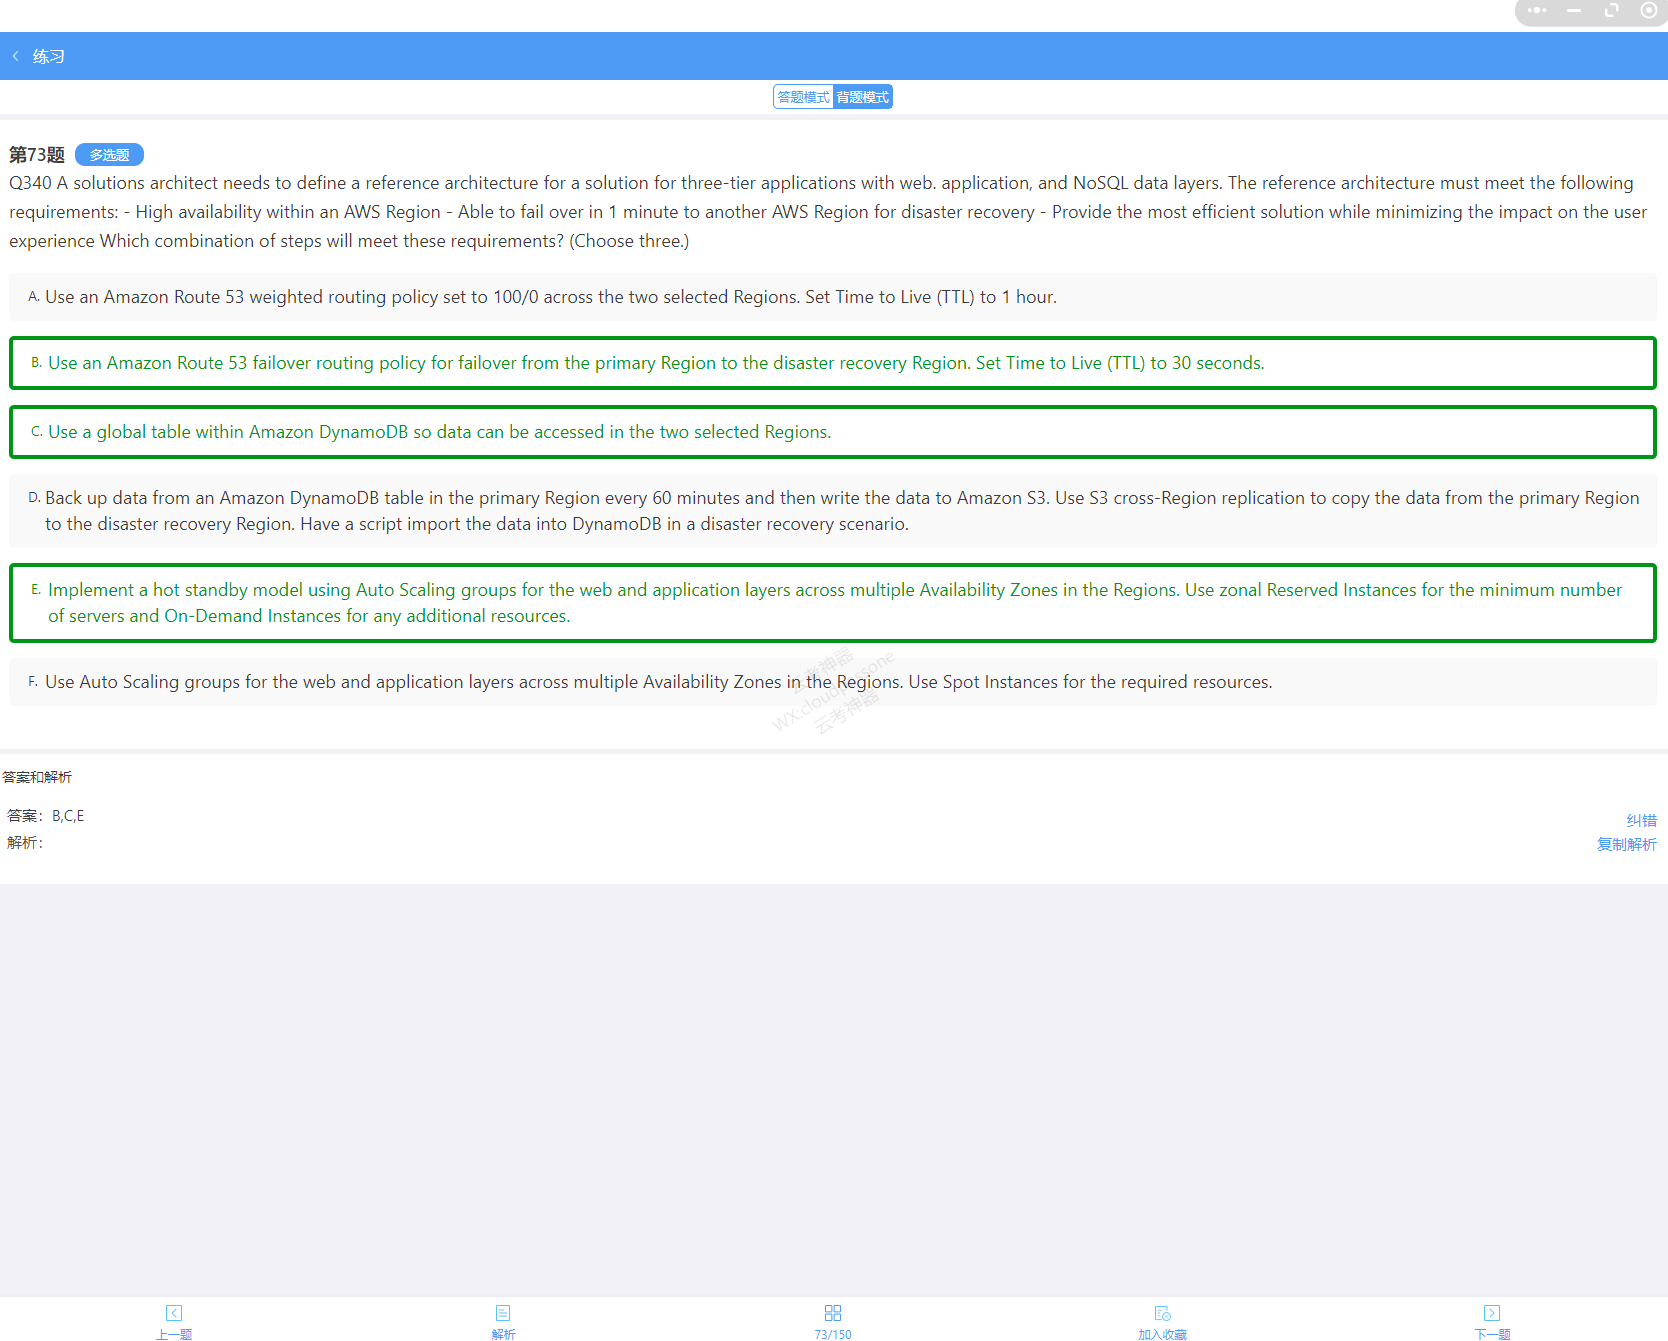 练习
答题模式 背题模式
第73题 多选题
Q340 A solutions architect needs to define a reference architecture for a solution for three-tier applications with web. application, and NoSQL data layers. The reference architecture must meet the following
requirements: - High availability within an AWS Region - Able to fail over in 1 minute to another AWS Region for disaster recovery - Provide the most efficient solution while minimizing the impact on the user
experience Which combination of steps will meet these requirements? (Choose three.)
A. Use an Amazon Route 53 weighted routing policy set to 100/0 across the two selected Regions. Set Time to Live (TTL) to 1 hour.
B. Use an Amazon Route 53 failover routing policy for failover from the primary Region to the disaster recovery Region. Set Time to Live (TTL) to 30 seconds.
C. Use a global table within Amazon DynamoDB so data can be accessed in the two selected Regions.
D. Back up data from an Amazon DynamoDB table in the primary Region every 60 minutes and then write the data to Amazon S3. Use S3 cross-Region replication to copy the data from the primary Region
to the disaster recovery Region. Have a script import the data into DynamoDB in a disaster recovery scenario.
E. Implement a hot standby model using Auto Scaling groups for the web and application layers across multiple Availability Zones in the Regions. Use zonal Reserved Instances for the minimum number
of servers and On-Demand Instances for any additional resources.
F. Use Auto Scaling groups for the web and application layers across multiple Availability Zones in the Regions. Use Spot Instances for the required resources.
云考神器
云考神器
答案和解析
答案：B,C,E
解析：
纠错
复制解析
上一题 解析 73/150 加入收藏 下一题